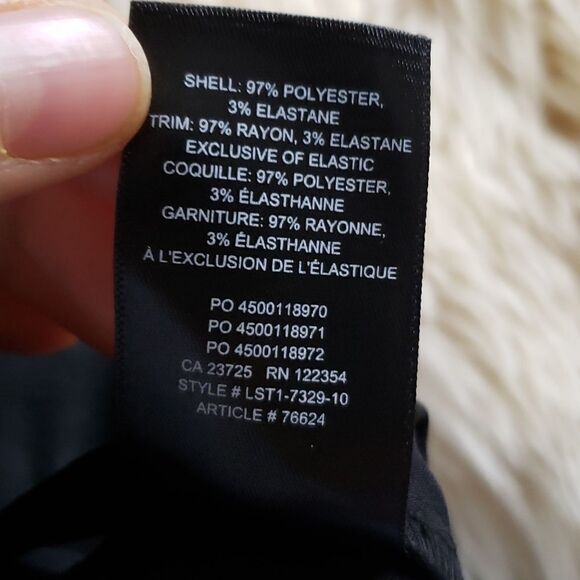 SHELL: 97% POLYESTER,
3% ELASTANE
TRIM: 97% RAYON, 3% ELASTANE
EXCLUSIVE OF ELASTIC
COQUILLE: 97% POLYESTER,
3% ÉLASTHANNE
GARNITURE: 97% RAYONNE,
3% ÉLASTHANNE
À L'EXCLUSION DE L'ÉLASTIQUE
PO 4500118970
PO 4500118971
PO 4500118972
CA 23725 RN 122354
STYLE # LST1-7329-10
ARTICLE # 76624